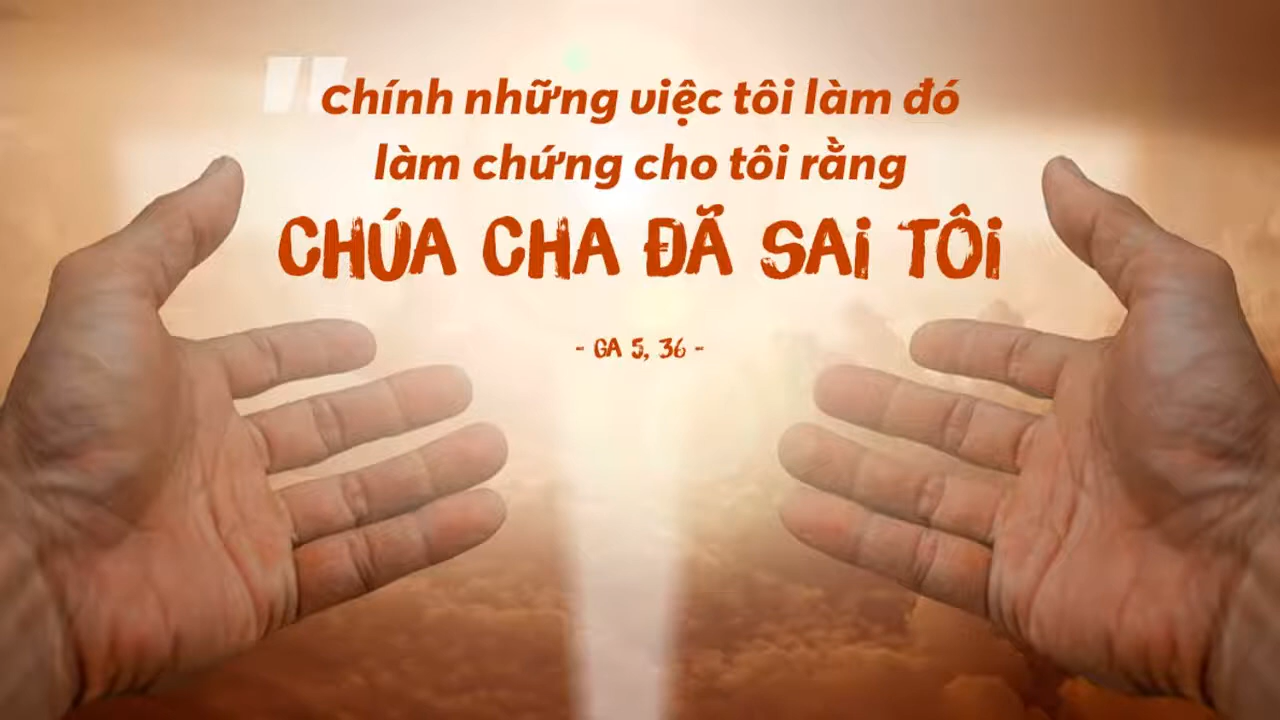 "Chính những việc tôi làm đó
làm chứng cho tôi rằng
CHÚA CHA ĐÃ SAI TÔI
- GA 5, 36 -